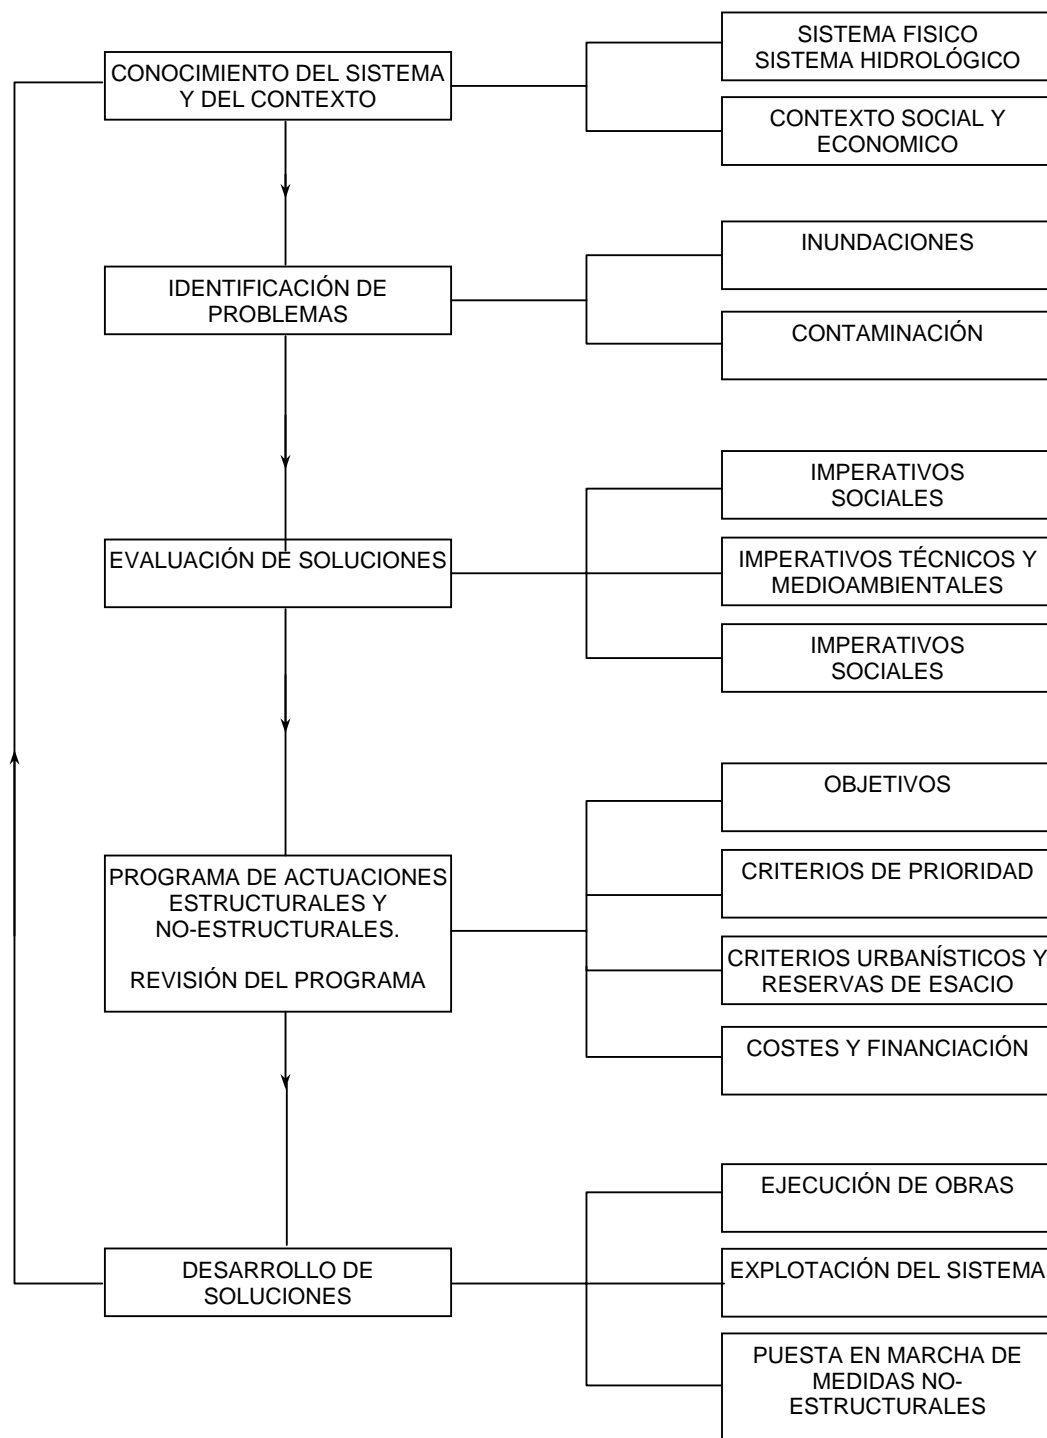 SISTEMA FISICO
SISTEMA HIDROLÓGICO
CONOCIMIENTO DEL SISTEMA
Y DEL CONTEXTO
CONTEXTO SOCIAL Y
ECONOMICO
INUNDACIONES
IDENTIFICACIÓN DE
PROBLEMAS
CONTAMINACIÓN
IMPERATIVOS
SOCIALES
EVALUACIÓN DE SOLUCIONES
IMPERATIVOS TÉCNICOS Y
MEDIOAMBIENTALES
IMPERATIVOS
SOCIALES
OBJETIVOS
PROGRAMA DE ACTUACIONES
ESTRUCTURALES Y
NO-ESTRUCTURALES.
REVISIÓN DEL PROGRAMA
CRITERIOS DE PRIORIDAD
CRITERIOS URBANÍSTICOS Y
RESERVAS DE ESACIO
COSTES Y FINANCIACIÓN
EJECUCIÓN DE OBRAS
DESARROLLO DE
SOLUCIONES
EXPLOTACIÓN DEL SISTEMA
PUESTA EN MARCHA DE
MEDIDAS NO-
ESTRUCTURALES